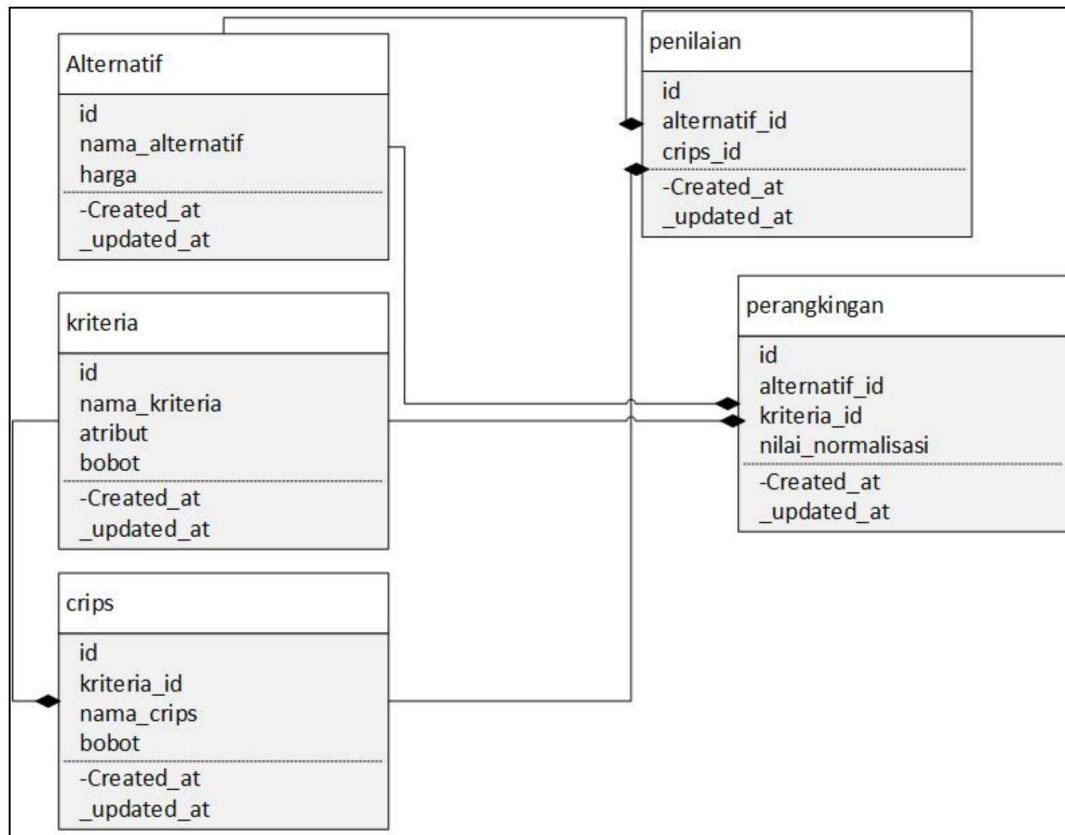 Alternatif
id
nama_alternatif
harga
-Created_at
_updated_at
penilaian
id
alternatif_id
crips_id
-Created_at
_updated_at
kriteria
id
nama_kriteria
atribut
bobot
-Created_at
_updated_at
perangkingan
id
alternatif_id
kriteria_id
nilai_normalisasi
-Created_at
_updated_at
crips
id
kriteria_id
nama_crips
bobot
-Created_at
_updated_at